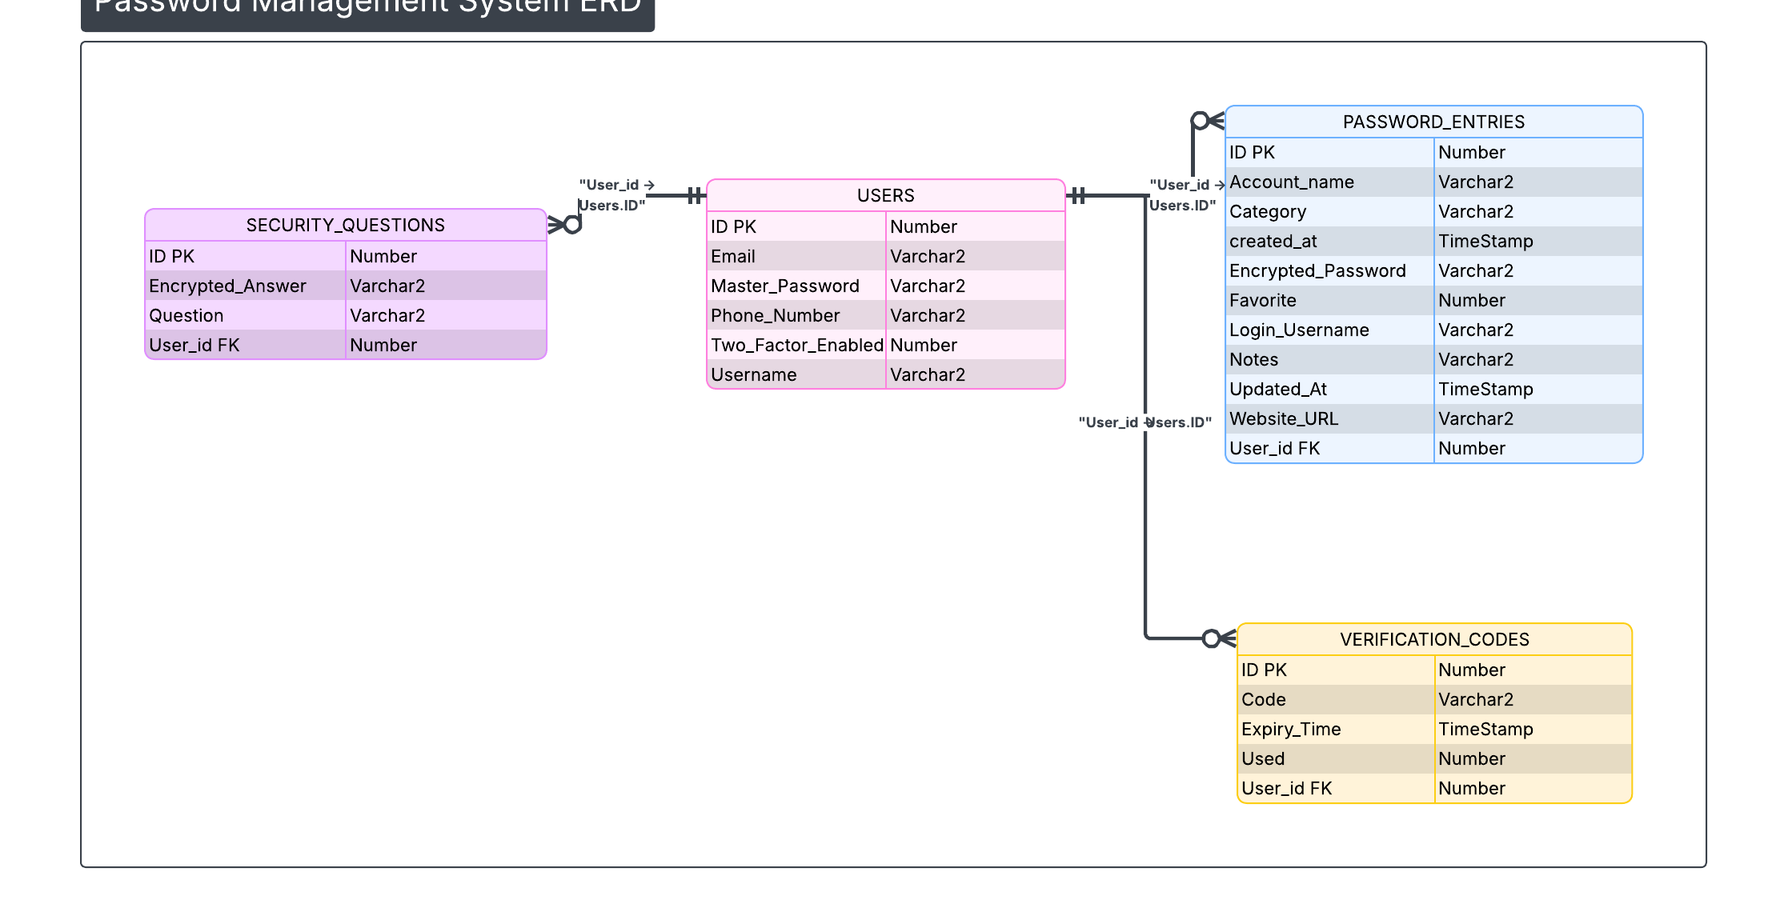 Password Management System ERD
PASSWORD_ENTRIES
ID PK Number
Account_name Varchar2
Category Varchar2
created_at TimeStamp
Encrypted_Password Varchar2
Favorite Number
Login_Username Varchar2
Notes Varchar2
Updated_At TimeStamp
Website_URL Varchar2
User_id FK Number
"User_id →
Users.ID"
USERS
ID PK Number
Email Varchar2
Master_Password Varchar2
Phone_Number Varchar2
Two_Factor_Enabled Number
Username Varchar2
"User_id →
Users.ID"
SECURITY_QUESTIONS
ID PK Number
Encrypted_Answer Varchar2
Question Varchar2
User_id FK Number
"User_id → Users.ID"
VERIFICATION_CODES
ID PK Number
Code Varchar2
Expiry_Time TimeStamp
Used Number
User_id FK Number